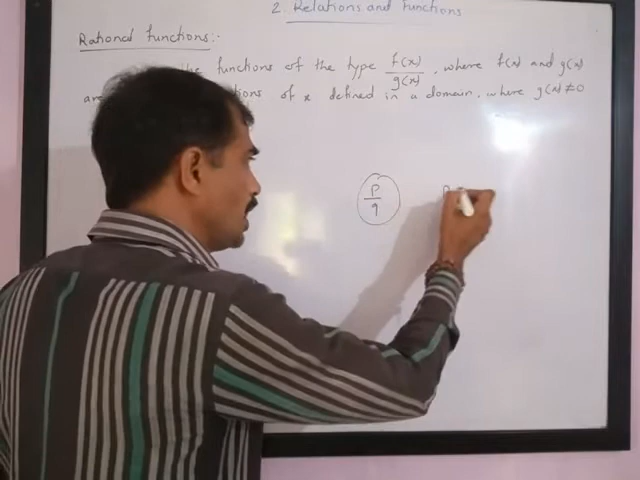 2. Relations and Functions
Rational Functions:-
The functions of the type f(x)/g(x), where f(x) and g(x)
are of x defined in a domain, where g(x) ≠ 0
p/q